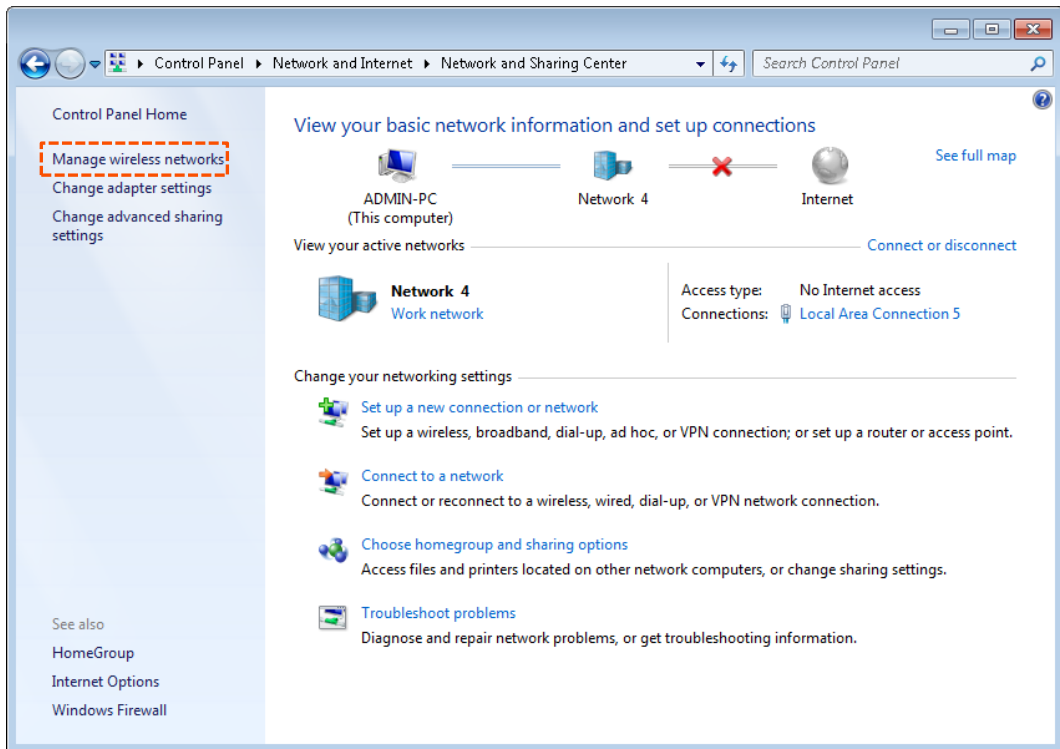 Control Panel Network and Internet Network and Sharing Center Search Control Panel
Control Panel Home
Manage wireless networks
Change adapter settings
Change advanced sharing
settings
See also
HomeGroup
Internet Options
Windows Firewall
View your basic network information and set up connections
See full map
ADMIN-PC
(This computer)
Network 4
Internet
View your active networks
Connect or disconnect
Network 4
Work network
Access type: No Internet access
Connections: Local Area Connection 5
Change your networking settings
Set up a new connection or network
Set up a wireless, broadband, dial-up, ad hoc, or VPN connection; or set up a router or access point.
Connect to a network
Connect or reconnect to a wireless, wired, dial-up, or VPN network connection.
Choose homegroup and sharing options
Access files and printers located on other network computers, or change sharing settings.
Troubleshoot problems
Diagnose and repair network problems, or get troubleshooting information.